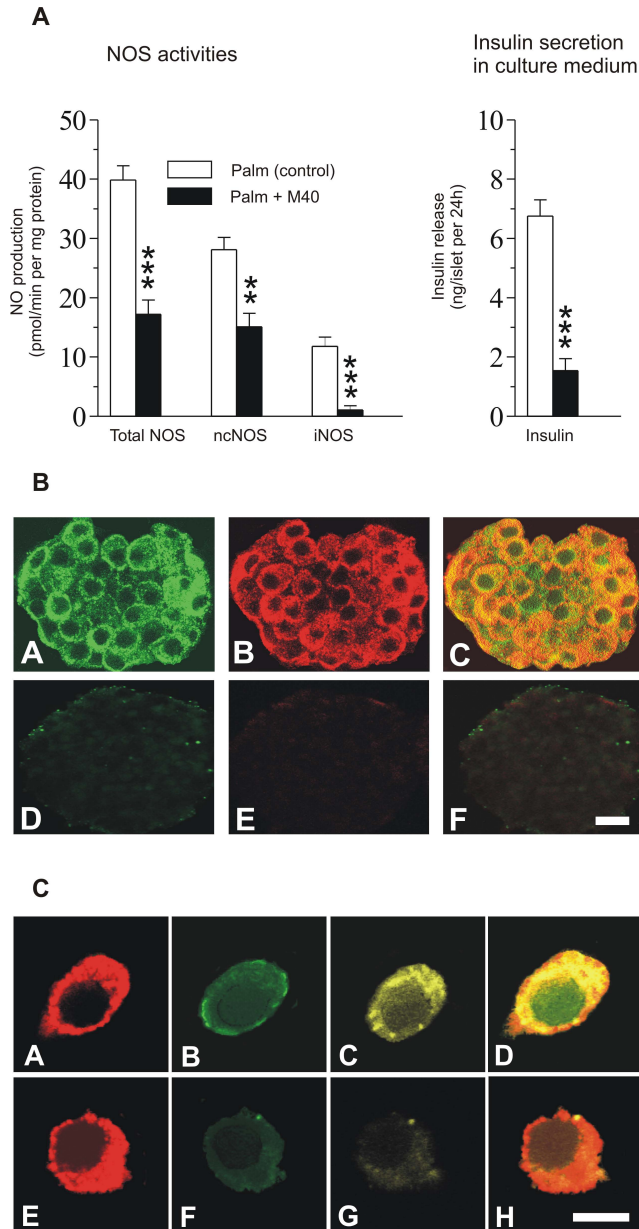 A
NOS activities
Insulin secretion
in culture medium
NO production
(pmol/min per mg protein)
50
40
30
20
10
0
Palm (control)
Palm + M40
***
**
***
Total NOS
ncNOS
iNOS
Insulin release
(ng/islet per 24h)
10
8
6
4
2
0
***
Insulin
B
A
B
C
D
E
F
C
A
B
C
D
E
F
G
H